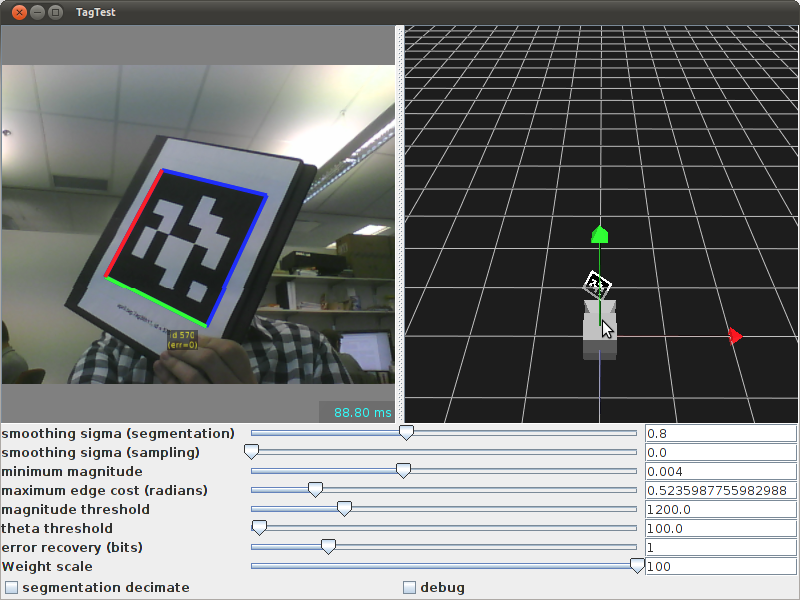 TagTest
id 570
(err=0)
88.80 ms
smoothing sigma (segmentation) 0.8
smoothing sigma (sampling) 0.0
minimum magnitude 0.004
maximum edge cost (radians) 0.5235987755982988
magnitude threshold 1200.0
theta threshold 100.0
error recovery (bits) 1
Weight scale 100
segmentation decimate debug